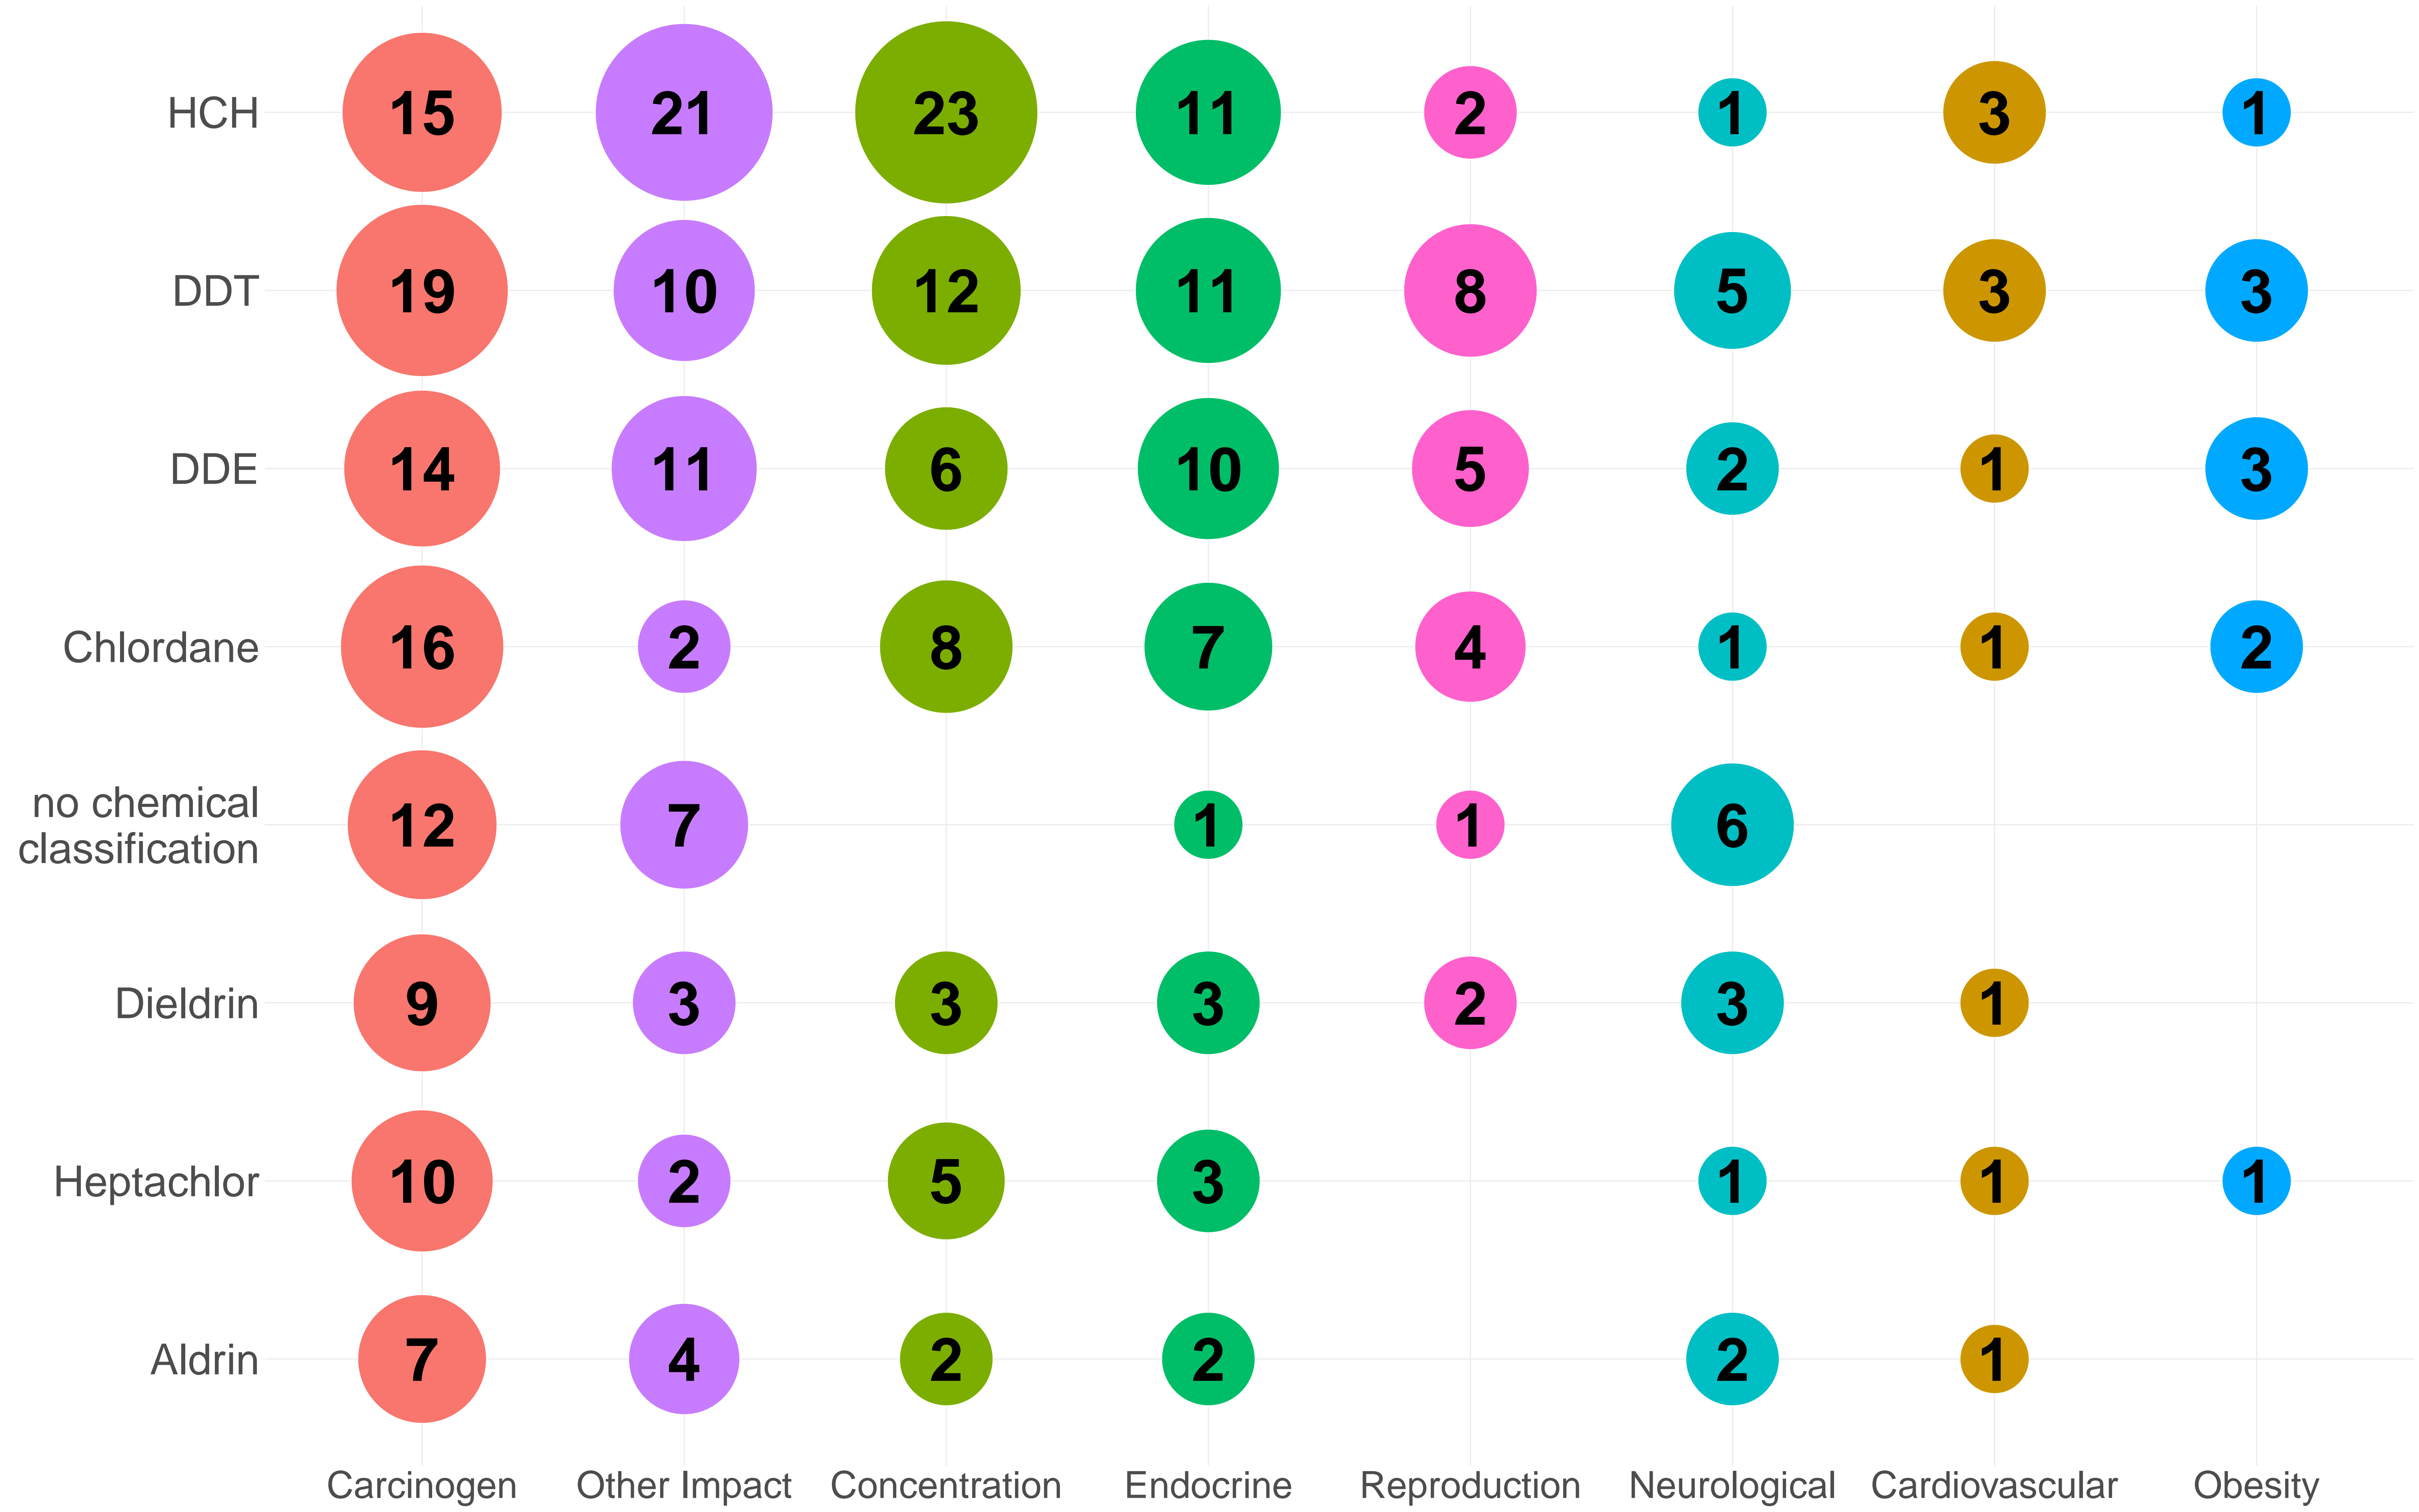 HCH 15 21 23 11 2 1 3 1
DDT 19 10 12 11 8 5 3 3
DDE 14 11 6 10 5 2 1 3
Chlordane 16 2 8 7 4 1 1 2
no chemical
classification 12 7 1 1 6
Dieldrin 9 3 3 3 2 3 1
Heptachlor 10 2 5 3 1 1 1
Aldrin 7 4 2 2 2 1
Carcinogen Other Impact Concentration Endocrine Reproduction Neurological Cardiovascular Obesity